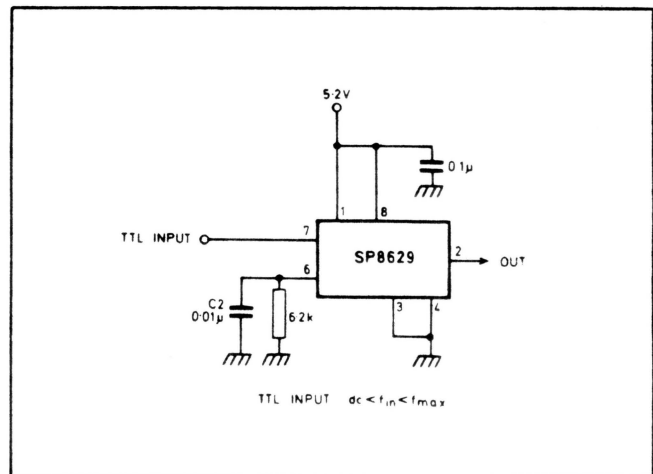 5·2V
0·1µ
1
8
TTL INPUT
7
SP8629
2
OUT
6
C2
0·01µ
6·2k
3
4
TTL INPUT dc < fin < fmax